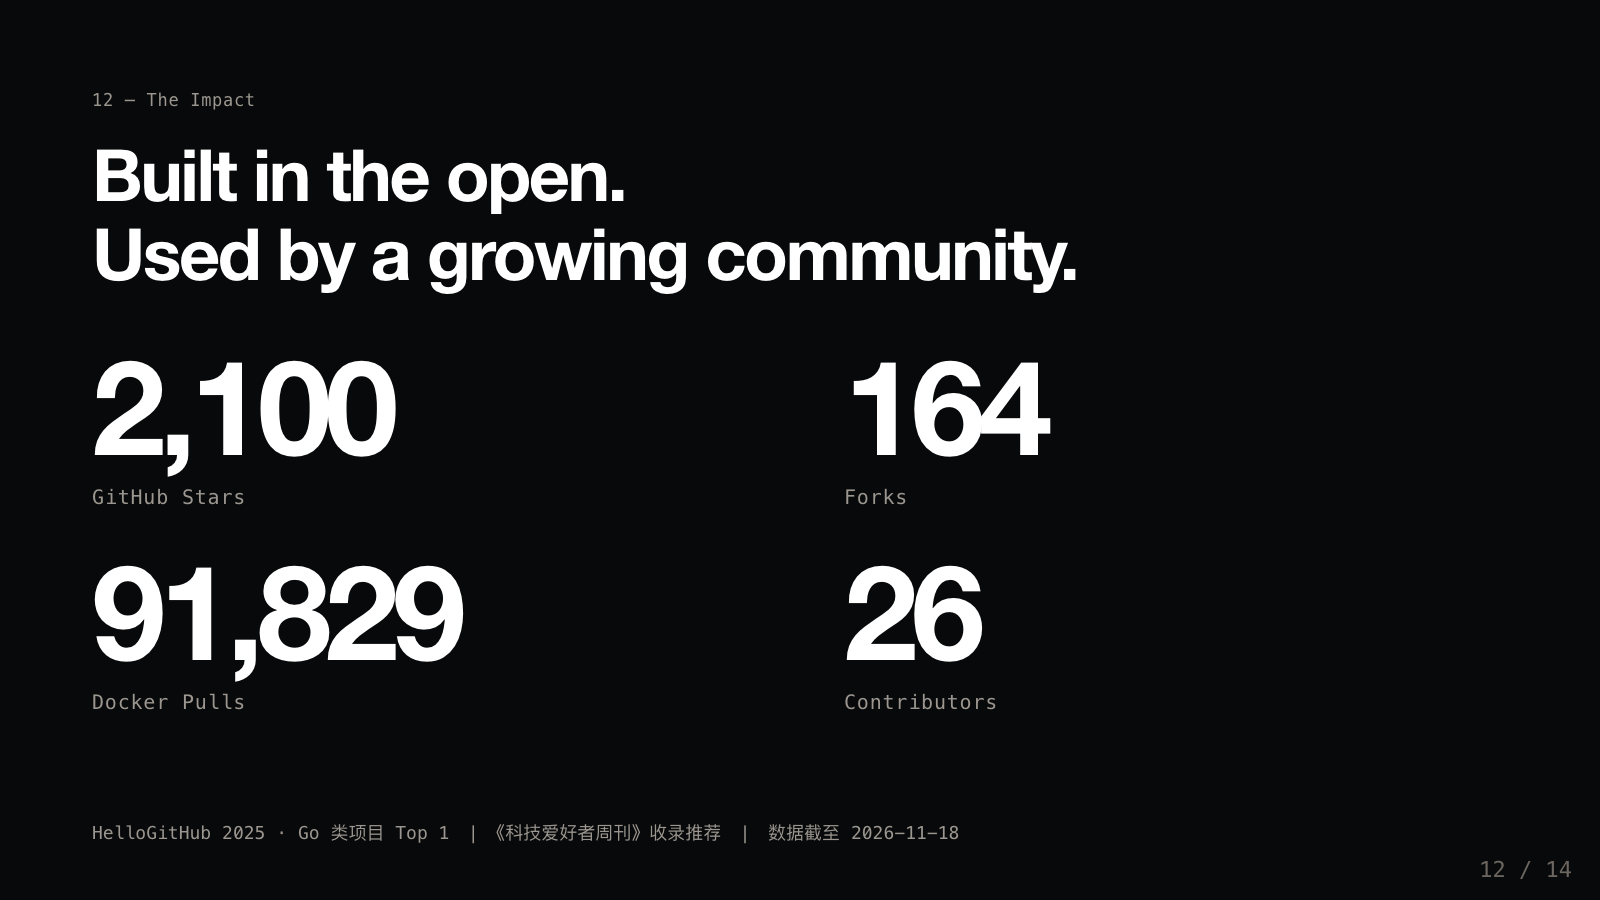 12 — The Impact
Built in the open.
Used by a growing community.
2,100
164
GitHub Stars
Forks
91,829
26
Docker Pulls
Contributors
HelloGitHub 2025 · Go 类项目 Top 1 | 《科技爱好者周刊》收录推荐 | 数据截至 2026–11–18
12 / 14